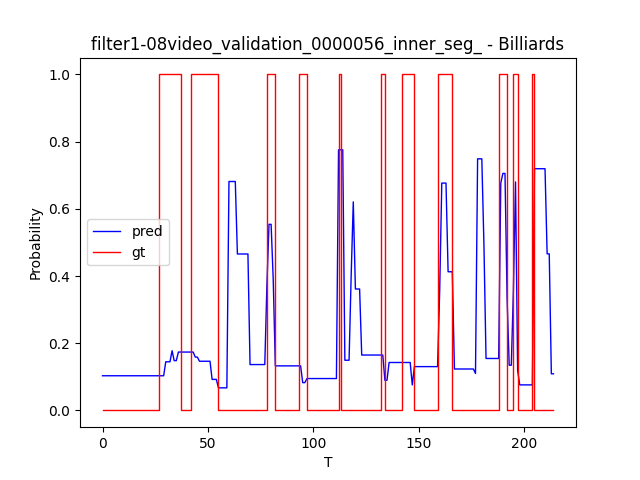 filter1-08video_validation_0000056_inner_seg_ - Billiards
1.0
0.8
0.6
0.4
0.2
0.0
Probability
pred
gt
0
50
100
150
200
T